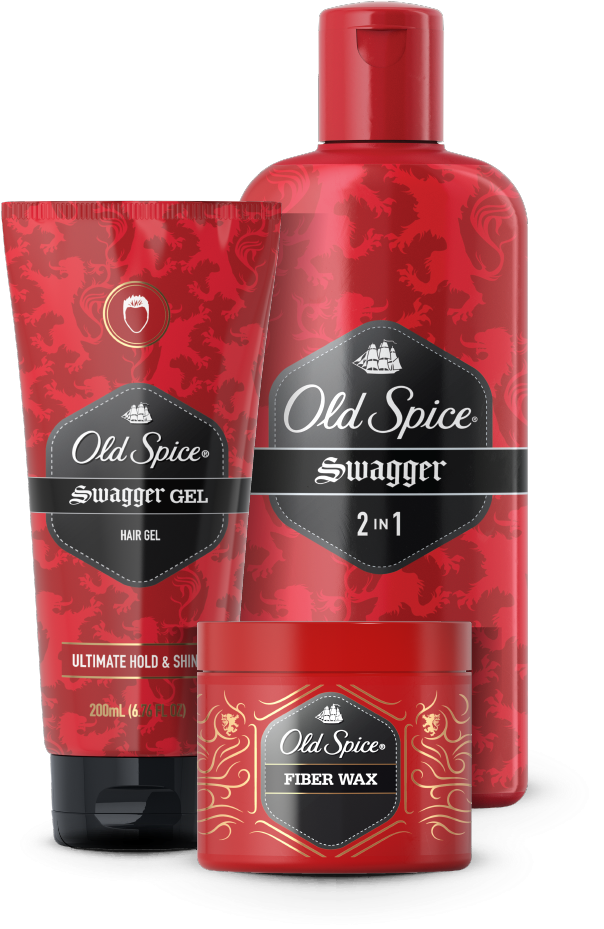 Old Spice®
Swagger GEL
HAIR GEL
ULTIMATE HOLD & SHIN
200mL (6.76 FL OZ)
Old Spice®
Swagger
2 IN 1
Old Spice®
FIBER WAX